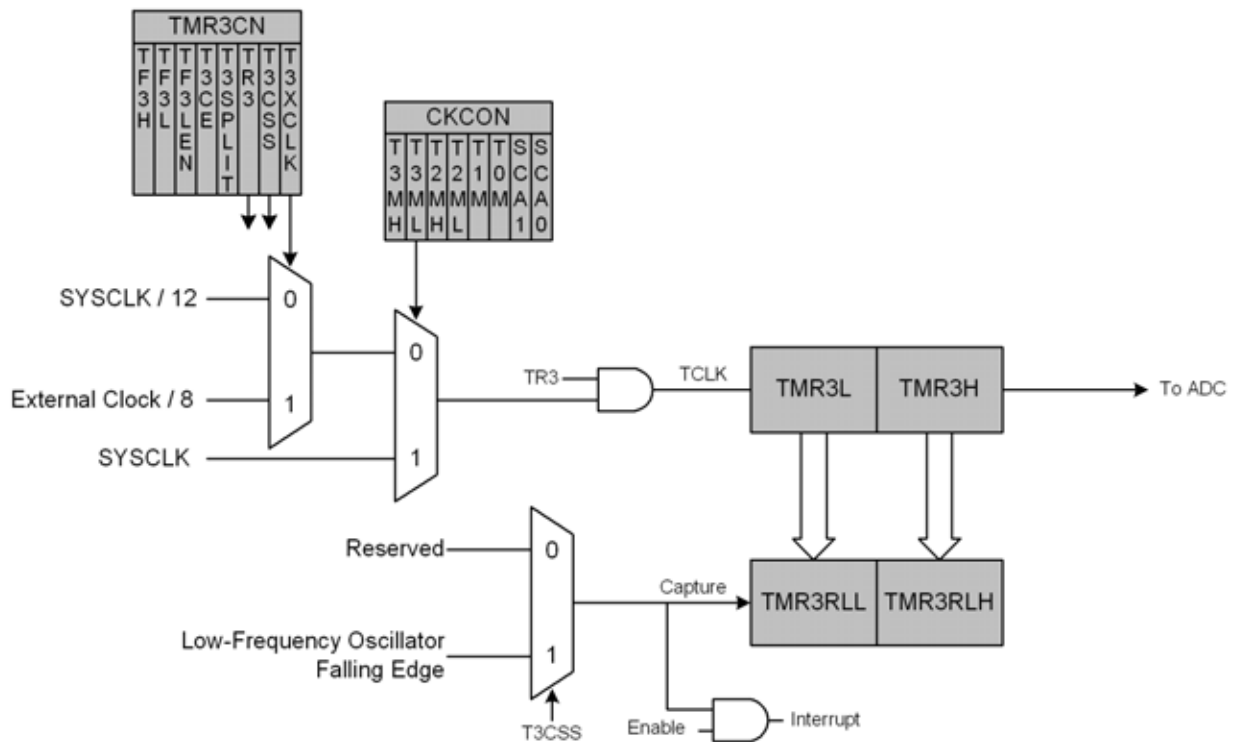 TMR3CN
TF3H
TF3L
TF3LEN
T3CE
T3SPLIT
TR3
T3CSS
T3XCLK
CKCON
T3MH
T3ML
T2MH
T2ML
T1M
T0M
SCA1
SCA0
SYSCLK / 12
0
External Clock / 8
1
SYSCLK
0
1
TR3
TCLK
TMR3L
TMR3H
To ADC
Reserved
0
Low-Frequency Oscillator
Falling Edge
1
T3CSS
Capture
TMR3RLL
TMR3RLH
Enable
Interrupt